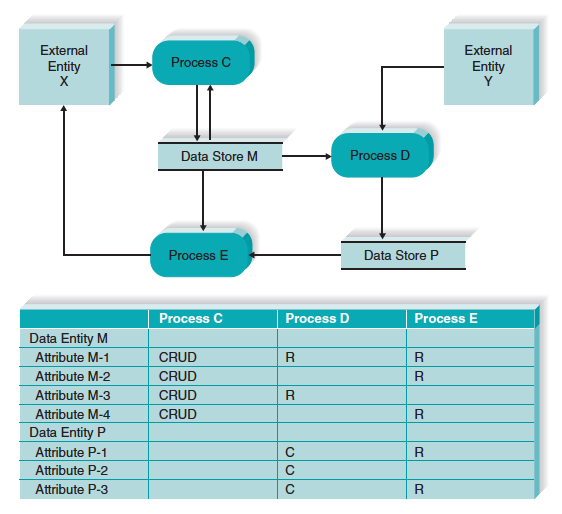 External
Entity
X
Process C
External
Entity
Y
Data Store M
Process D
Process E
Data Store P
Process C Process D Process E
Data Entity M
Attribute M-1 CRUD R R
Attribute M-2 CRUD R
Attribute M-3 CRUD R
Attribute M-4 CRUD R
Data Entity P
Attribute P-1 C R
Attribute P-2 C
Attribute P-3 C R